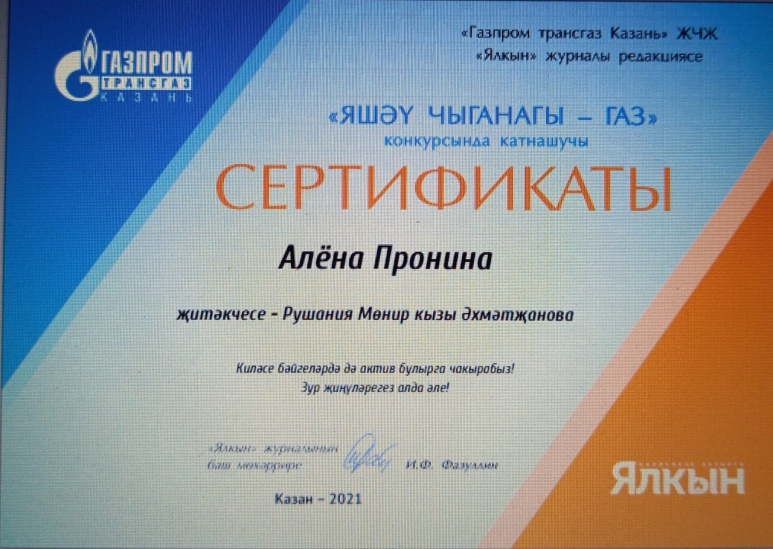 ГАЗПРОМ
ТРАНСГАЗ
КАЗАНЬ
«Газпром трансгаз Казань» ЖЧЖ
«Ялкын» журналы редакциясе
«ЯШӘҮ ЧЫГАНАГЫ – ГАЗ»
конкурсында катнашучы
СЕРТИФИКАТЫ
Алёна Пронина
җитәкчесе - Рушания Мөнир кызы Әхмәтҗанова
Киләсе бәйгеләрдә дә актив булырга чакырабыз!
Зур җиңүләрегез алда әле!
«Ялкын» журналының
баш мөхәррире
И.Ф. Фазуллин
Казан – 2021
Ялкын